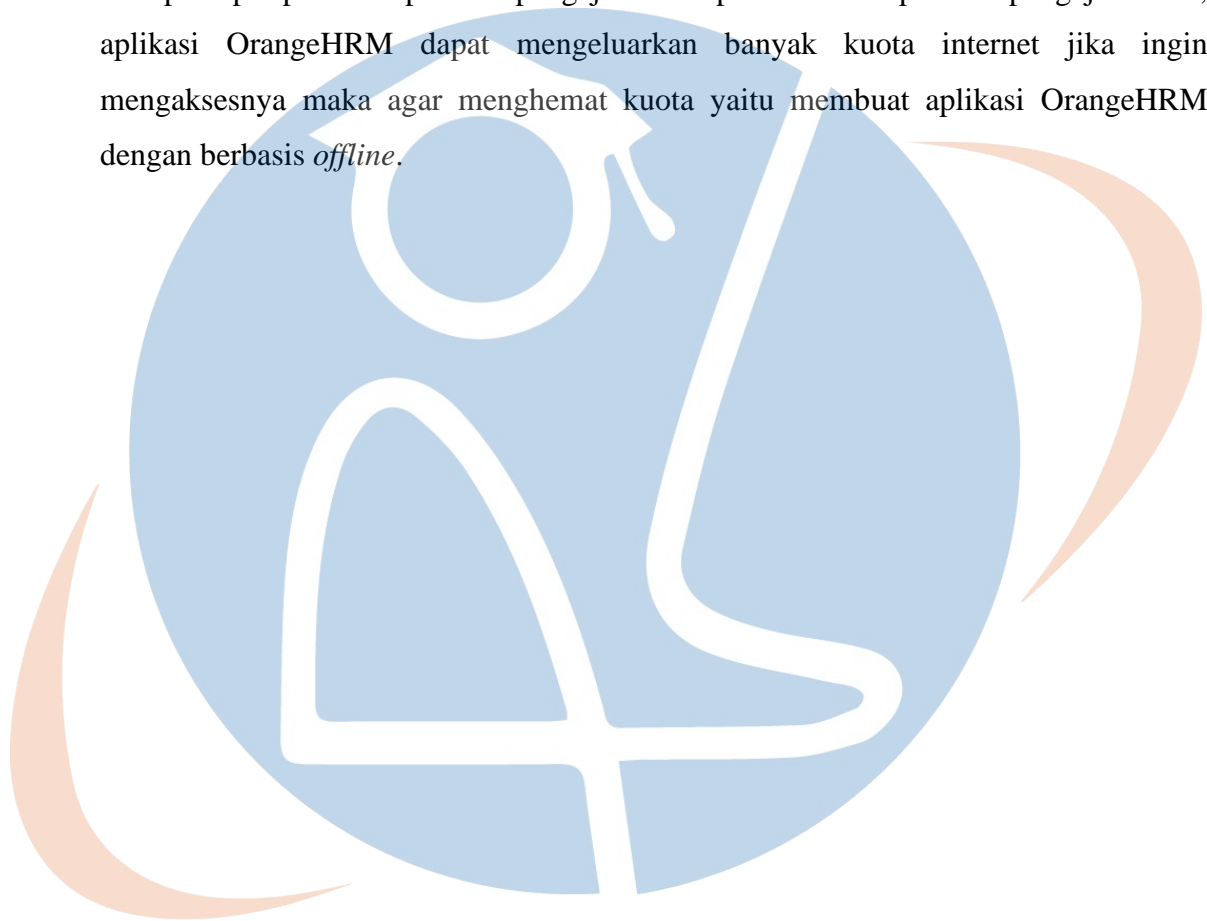 aplikasi OrangeHRM dapat mengeluarkan banyak kuota internet jika ingin
mengaksesnya maka agar menghemat kuota yaitu membuat aplikasi OrangeHRM
dengan berbasis offline.